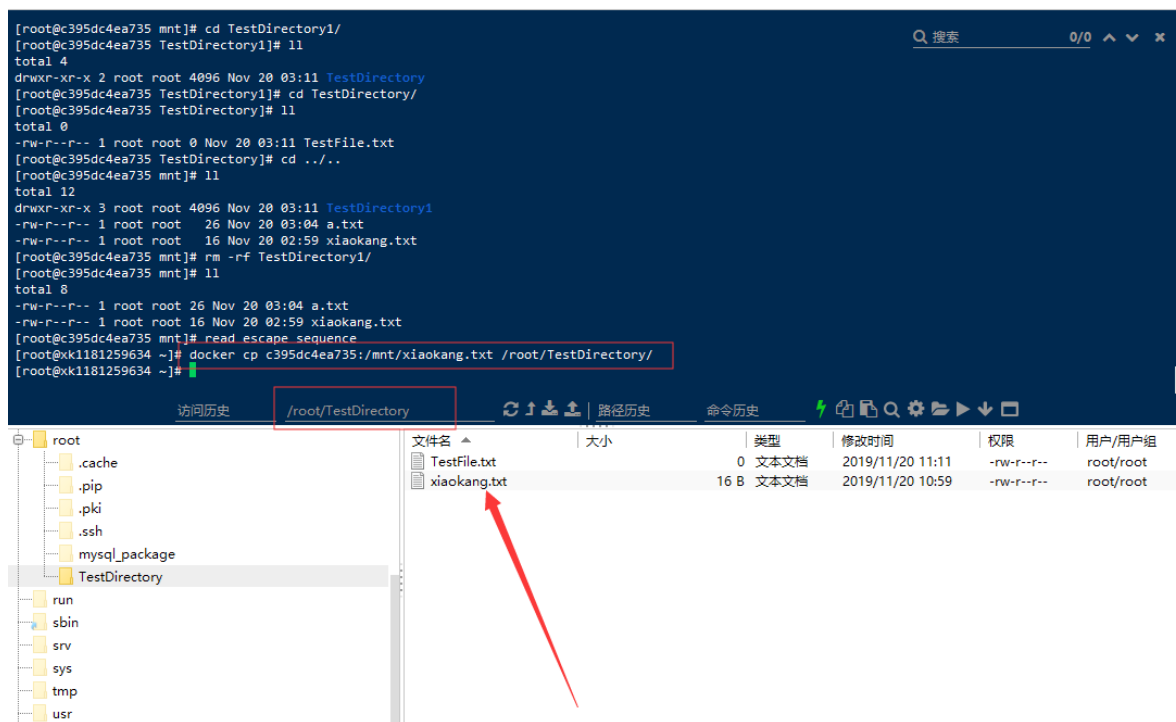 [root@c395dc4ea735 mnt]# cd TestDirectory1/
[root@c395dc4ea735 TestDirectory1]# ll
total 4
drwxr-xr-x 2 root root 4096 Nov 20 03:11 TestDirectory
[root@c395dc4ea735 TestDirectory1]# cd TestDirectory/
[root@c395dc4ea735 TestDirectory]# ll
total 0
-rw-r--r-- 1 root root 0 Nov 20 03:11 TestFile.txt
[root@c395dc4ea735 TestDirectory]# cd ../..
[root@c395dc4ea735 mnt]# ll
total 12
drwxr-xr-x 3 root root 4096 Nov 20 03:11 TestDirectory1
-rw-r--r-- 1 root root   26 Nov 20 03:04 a.txt
-rw-r--r-- 1 root root   16 Nov 20 02:59 xiaokang.txt
[root@c395dc4ea735 mnt]# rm -rf TestDirectory1/
[root@c395dc4ea735 mnt]# ll
total 8
-rw-r--r-- 1 root root 26 Nov 20 03:04 a.txt
-rw-r--r-- 1 root root 16 Nov 20 02:59 xiaokang.txt
[root@c395dc4ea735 mnt]# read escape sequence
[root@xk1181259634 ~]# docker cp c395dc4ea735:/mnt/xiaokang.txt /root/TestDirectory/
[root@xk1181259634 ~]#
搜索 0/0
访问历史 /root/TestDirectory 路径历史 命令历史
root
.cache
.pip
.pki
.ssh
mysql_package
TestDirectory
run
sbin
srv
sys
tmp
usr
文件名 大小 类型 修改时间 权限 用户/用户组
TestFile.txt 0 文本文档 2019/11/20 11:11 -rw-r--r-- root/root
xiaokang.txt 16 B 文本文档 2019/11/20 10:59 -rw-r--r-- root/root